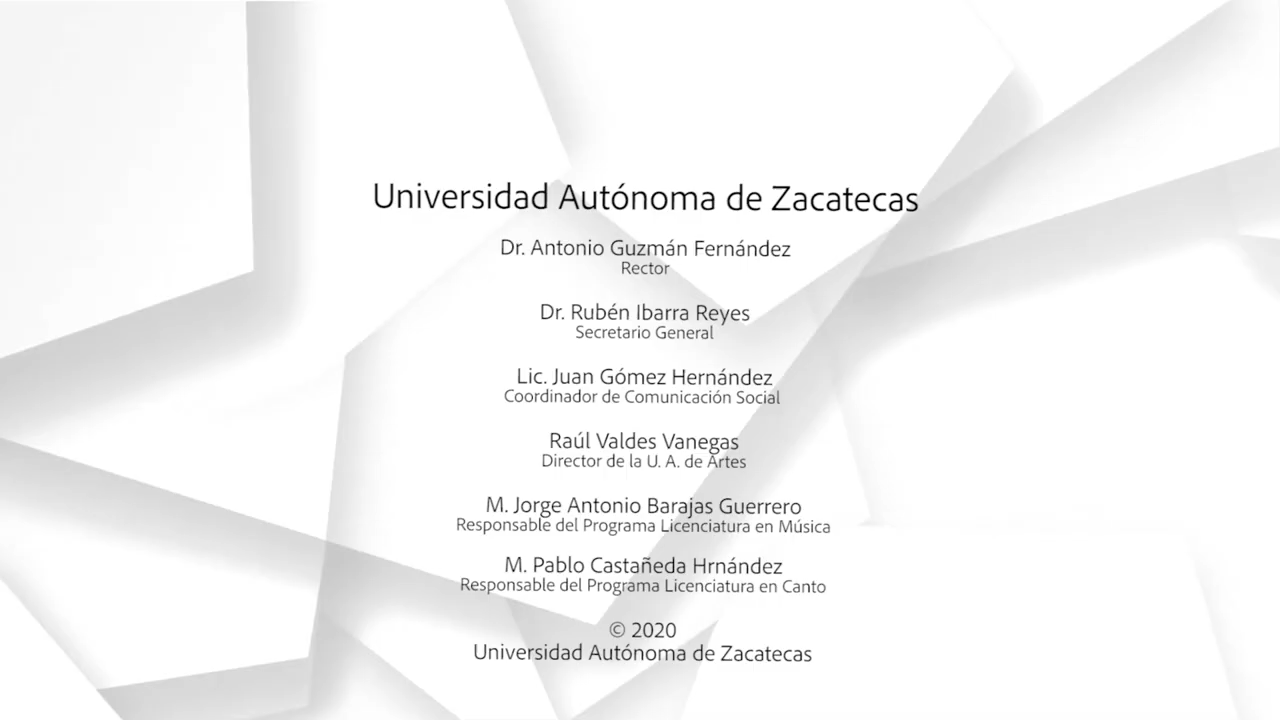 Universidad Autónoma de Zacatecas
Dr. Antonio Guzmán Fernández
Rector
Dr. Rubén Ibarra Reyes
Secretario General
Lic. Juan Gómez Hernández
Coordinador de Comunicación Social
Raúl Valdes Vanegas
Director de la U. A. de Artes
M. Jorge Antonio Barajas Guerrero
Responsable del Programa Licenciatura en Música
M. Pablo Castañeda Hrnández
Responsable del Programa Licenciatura en Canto
© 2020
Universidad Autónoma de Zacatecas